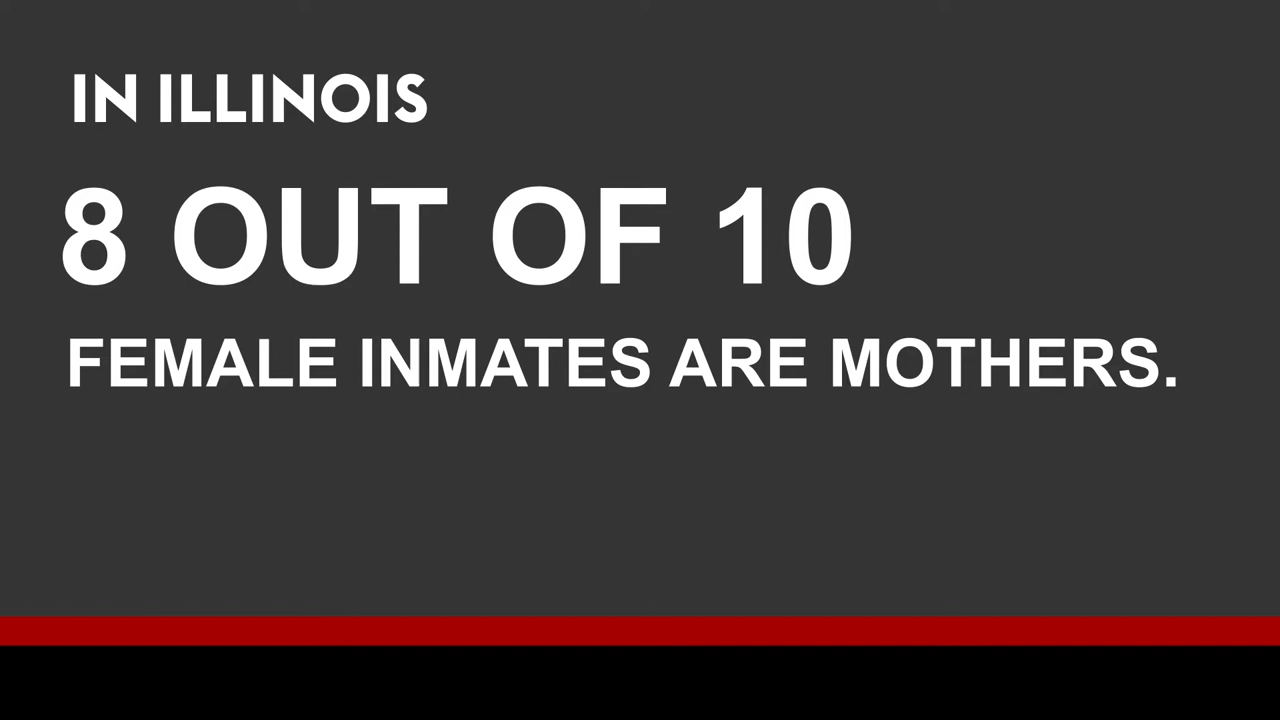 IN ILLINOIS
8 OUT OF 10
FEMALE INMATES ARE MOTHERS.